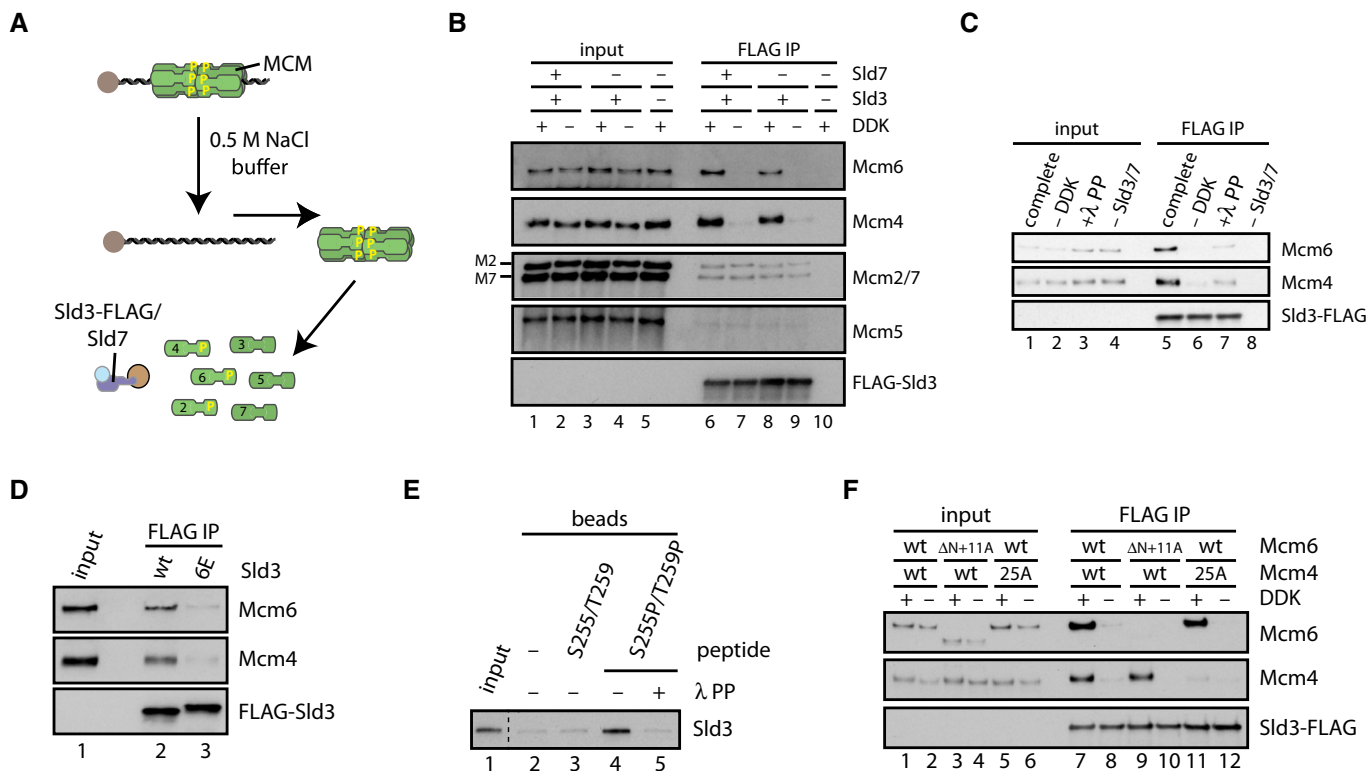 A
MCM
P P
P P
P P
0.5 M NaCl
buffer
P P
P P
P P
Sld3-FLAG/
Sld7
4 P
3
6 P
5
2 P
7
B
input FLAG IP
+ – – + – – Sld7
+ + – + + – Sld3
+ – + – + + – + – + DDK
Mcm6
Mcm4
M2
M7
Mcm2/7
Mcm5
FLAG-Sld3
1 2 3 4 5 6 7 8 9 10
C
input FLAG IP
complete – DDK +λ PP – Sld3/7 complete – DDK +λ PP – Sld3/7
Mcm6
Mcm4
Sld3-FLAG
1 2 3 4 5 6 7 8
D
FLAG IP
input wt 6E Sld3
Mcm6
Mcm4
FLAG-Sld3
1 2 3
E
beads
input – S255/T259 S255P/T259P peptide
– – – + λ PP
Sld3
1 2 3 4 5
F
input FLAG IP
wt ΔN+11A wt wt ΔN+11A wt Mcm6
wt wt 25A wt wt 25A Mcm4
+ – + – + – + – + – + – DDK
Mcm6
Mcm4
Sld3-FLAG
1 2 3 4 5 6 7 8 9 10 11 12